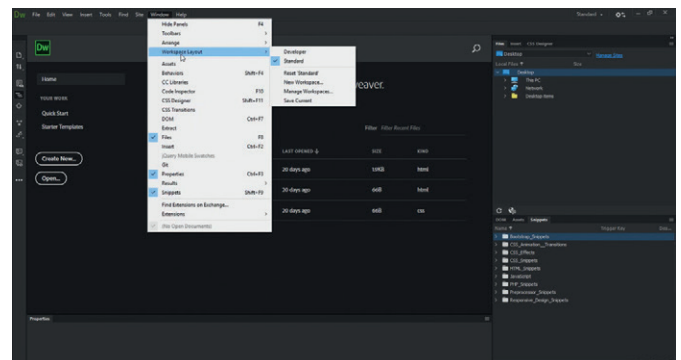 Dw File Edit View Insert Tools Find Site Window Help Standard
Hide Panels F4
Toolbars
Arrange
Workspace Layout
Assets
Behaviors Shift+F4
CC Libraries
Code Inspector F10
CSS Designer Shift+F11
CSS Transitions
DOM Ctrl+F7
Extract
Files F8
Insert Ctrl+F2
jQuery Mobile Swatches
Git
Properties Ctrl+F3
Results
Snippets Shift+F9
Find Extensions on Exchange...
Extensions
(No Open Documents)
Developer
Standard
Reset 'Standard'
New Workspace...
Manage Workspaces...
Save Current
Dw
Home
YOUR WORK
Quick Start
Starter Templates
Create New...
Open...
weaver.
Filter Filter Recent Files
LAST OPENED SIZE KIND
20 days ago html
20 days ago html
20 days ago css
Files Insert CSS Designer
Desktop Manage Sites
Local Files Size
Desktop
This PC
Network
Desktop items
DOM Assets Snippets
Name Trigger Key
Bootstrap_Snippets
CSS_Animation_Transitions
CSS_Effects
CSS_Snippets
HTML_Snippets
JavaScript
PHP_Snippets
Preprocessor_Snippets
Responsive_Design_Snippets
Properties